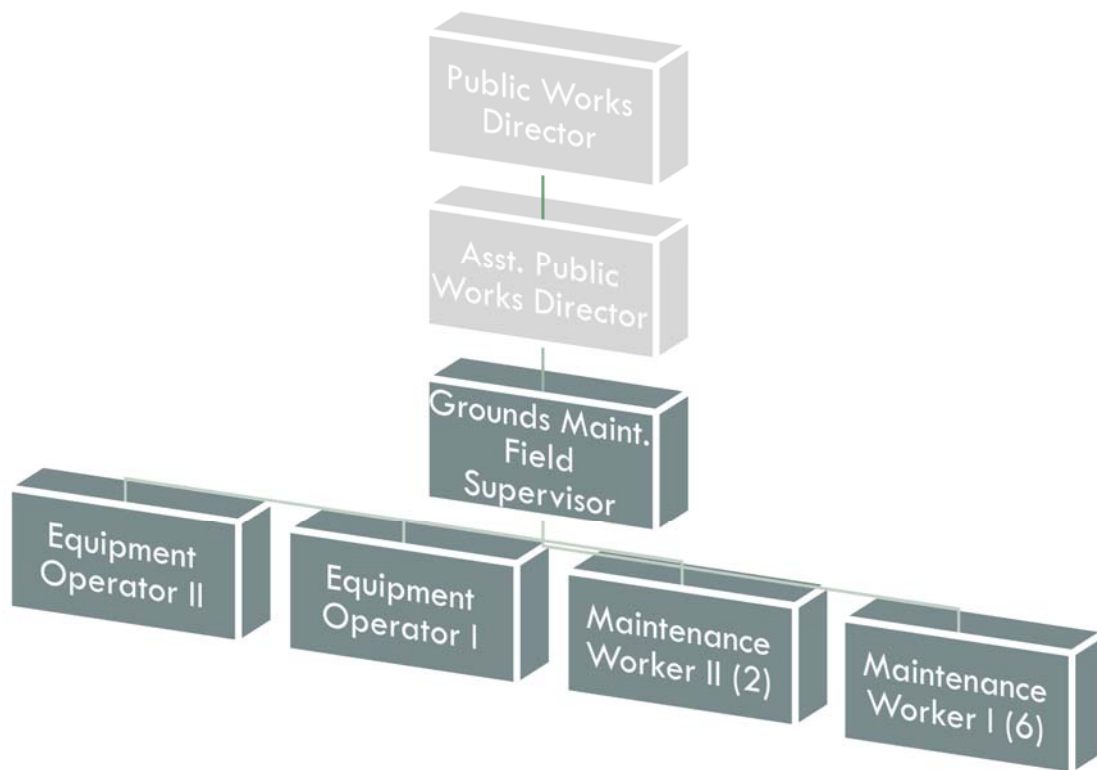 Public Works
Director
Asst. Public
Works Director
Grounds Maint.
Field
Supervisor
Equipment
Operator II
Equipment
Operator I
Maintenance
Worker II (2)
Maintenance
Worker I (6)